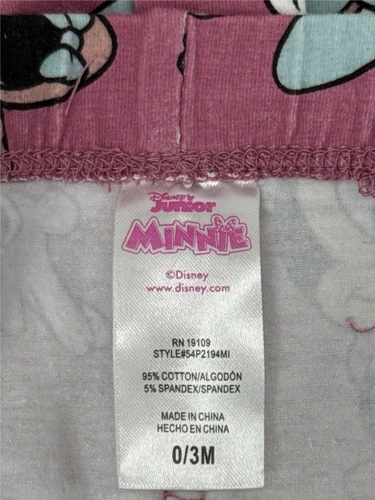 Disney
Junior
MINNIE
©Disney
www.disney.com
RN 19109
STYLE#54P2194MI
95% COTTON/ALGODÓN
5% SPANDEX/SPANDEX
MADE IN CHINA
HECHO EN CHINA
0/3M